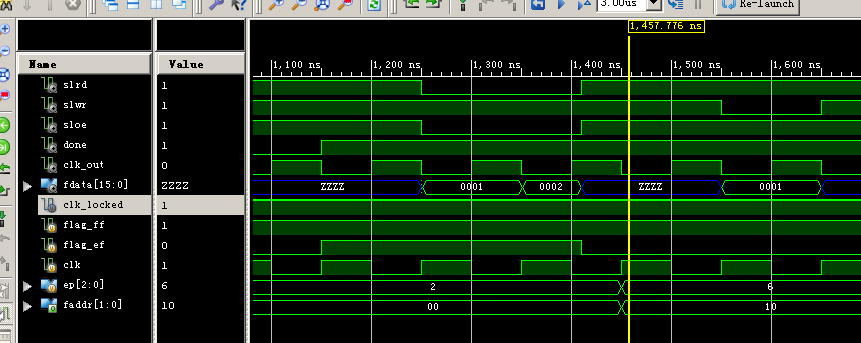 3.00us
Re-launch
1,457.776 ns
Name Value
1,100 ns 1,200 ns 1,300 ns 1,400 ns 1,500 ns 1,600 ns
slrd 1
slwr 1
sloe 1
done 1
clk_out 0
fdata[15:0] ZZZZ ZZZZ 0001 0002 ZZZZ 0001
clk_locked 1
flag_ff 1
flag_ef 0
clk 1
ep[2:0] 6 2 6
faddr[1:0] 10 00 10